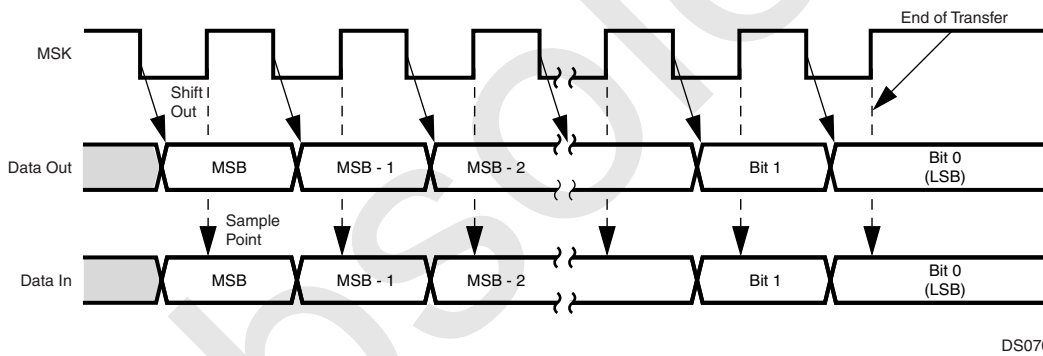 End of Transfer
MSK
Shift
Out
Data Out
MSB
MSB - 1
MSB - 2
Bit 1
Bit 0
(LSB)
Sample
Point
Data In
MSB
MSB - 1
MSB - 2
Bit 1
Bit 0
(LSB)